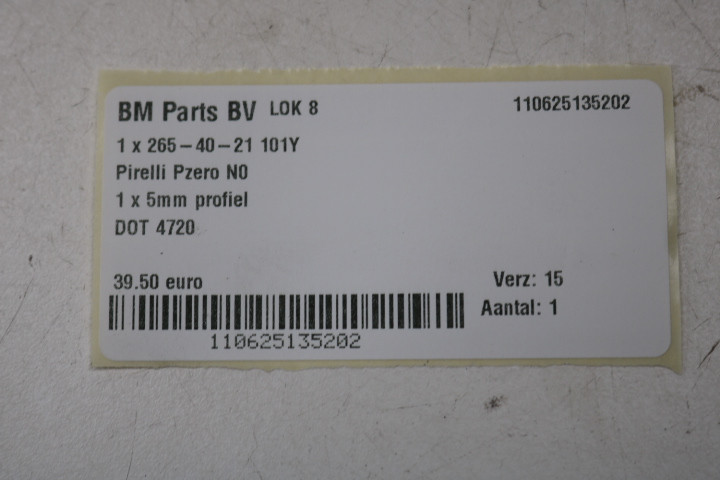 BM Parts BV LOK 8 110625135202
1 x 265-40-21 101Y
Pirelli Pzero N0
1 x 5mm profiel
DOT 4720
39.50 euro Verz: 15
Aantal: 1
110625135202